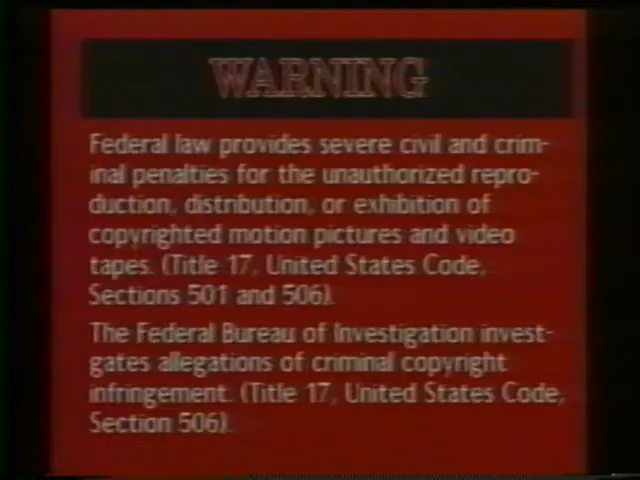 WARNING
Federal law provides severe civil and crim-
inal penalties for the unauthorized repro-
duction, distribution, or exhibition of
copyrighted motion pictures and video
tapes. (Title 17, United States Code,
Sections 501 and 506).
The Federal Bureau of Investigation invest-
gates allegations of criminal copyright
infringement. (Title 17, United States Code,
Section 506).